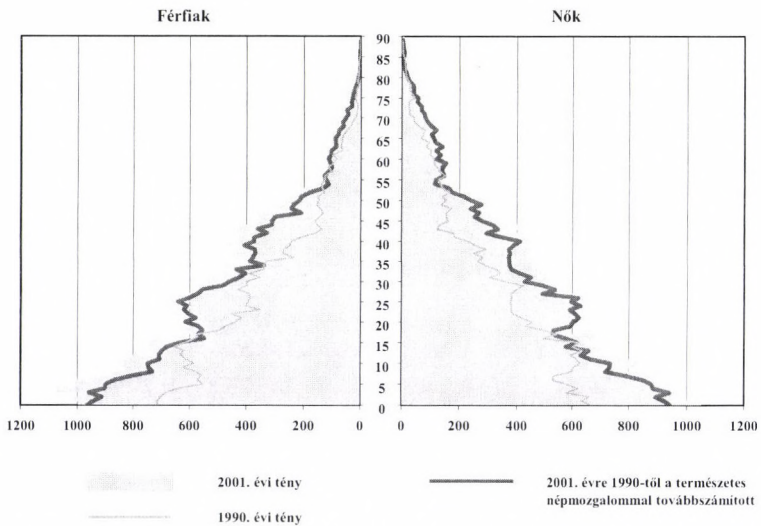 Férfiak
Nők
90
85
80
75
70
65
60
55
50
45
40
35
30
25
20
15
10
5
0
1200 1000 800 600 400 200 0
0 200 400 600 800 1000 1200
2001. évi tény
1990. évi tény
2001. évre 1990-től a természetes
népmozgalommal továbbszámított